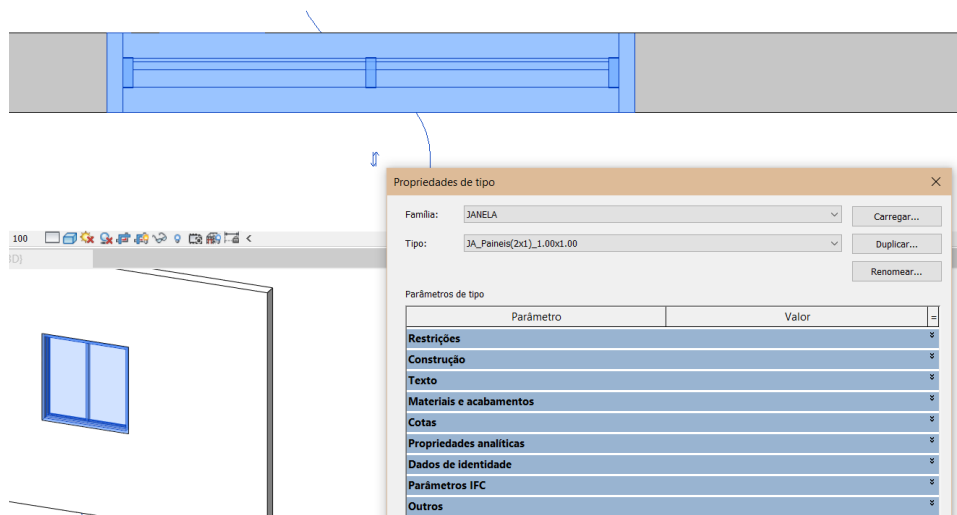 Propriedades de tipo
Família: JANELA Carregar...
Tipo: JA_Paineis(2x1)_1.00x1.00 Duplicar...
Renomear...
Parâmetros de tipo
Parâmetro Valor =
Restrições
Construção
Texto
Materiais e acabamentos
Cotas
Propriedades analíticas
Dados de identidade
Parâmetros IFC
Outros
100
3D]